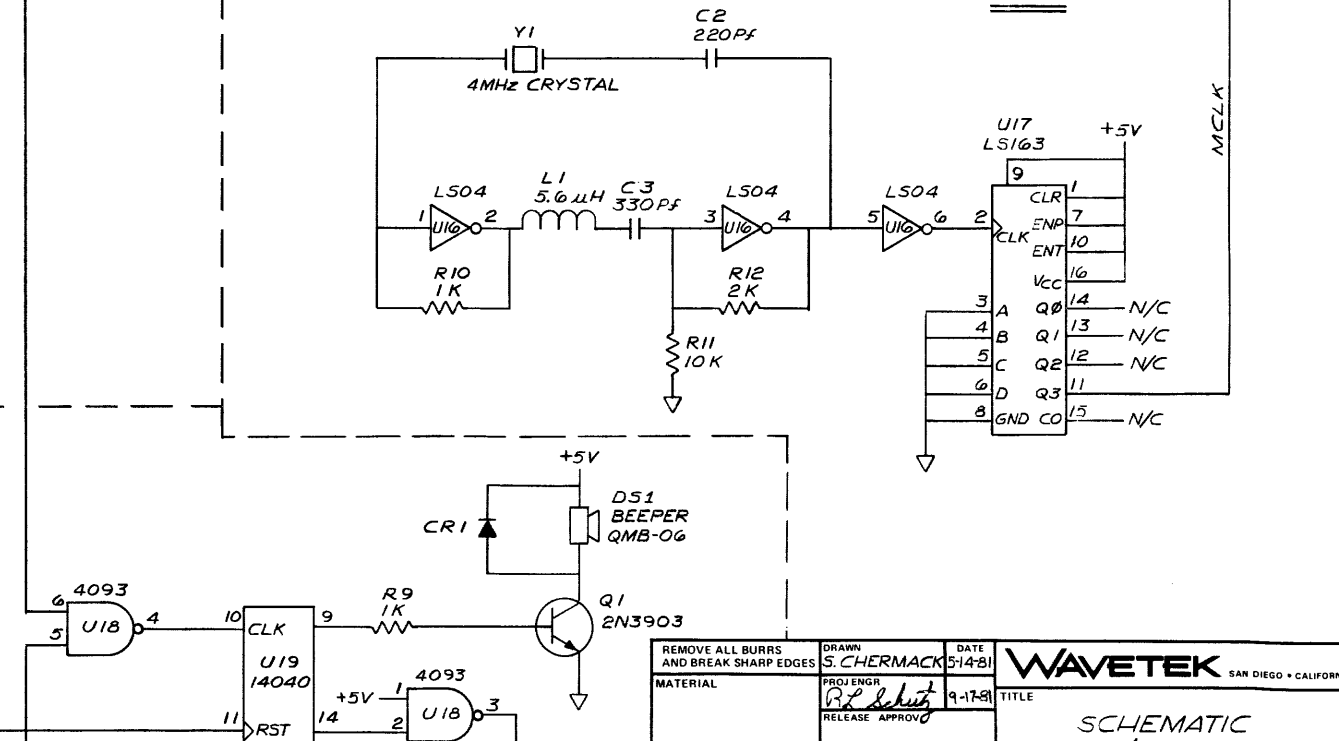 C2
220Pf
Y1
4MHz CRYSTAL
MCLK
U17
LS163
+5V
9
LS04
L1
5.6 µH
C3
330Pf
LS04
LS04
1
U16
2
3
U16
4
5
U16
6
2
CLK
CLR
1
ENP
7
ENT
10
VCC
16
R10
1K
R12
2K
3
A
QØ
14
N/C
4
B
Q1
13
N/C
5
C
Q2
12
N/C
6
D
Q3
11
8
GND
CO
15
N/C
R11
10K
+5V
CR1
DS1
BEEPER
QMB-06
4093
6
5
U18
4
10
CLK
9
R9
1K
Q1
2N3903
U19
14040
11
RST
14
+5V
4093
1
2
U18
3
REMOVE ALL BURRS
AND BREAK SHARP EDGES
MATERIAL
DRAWN
S. CHERMACK
DATE
5-14-81
PROJ ENGR
R L Schutz
9-17-81
RELEASE APPROV
WAVETEK
SAN DIEGO • CALIFORN
TITLE
SCHEMATIC